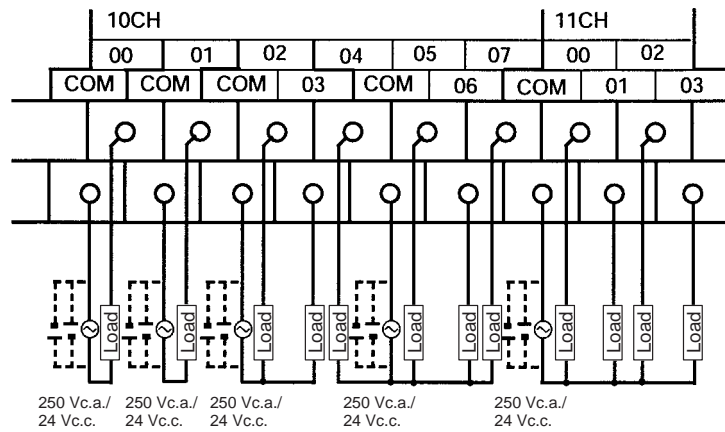 10CH 11CH
00 01 02 04 05 07 00 02
COM COM COM 03 COM 06 COM 01 03
Load Load Load Load Load Load Load Load Load Load Load Load
250 Vc.a./ 250 Vc.a./ 250 Vc.a./ 250 Vc.a./ 250 Vc.a./
24 Vc.c. 24 Vc.c. 24 Vc.c. 24 Vc.c. 24 Vc.c.